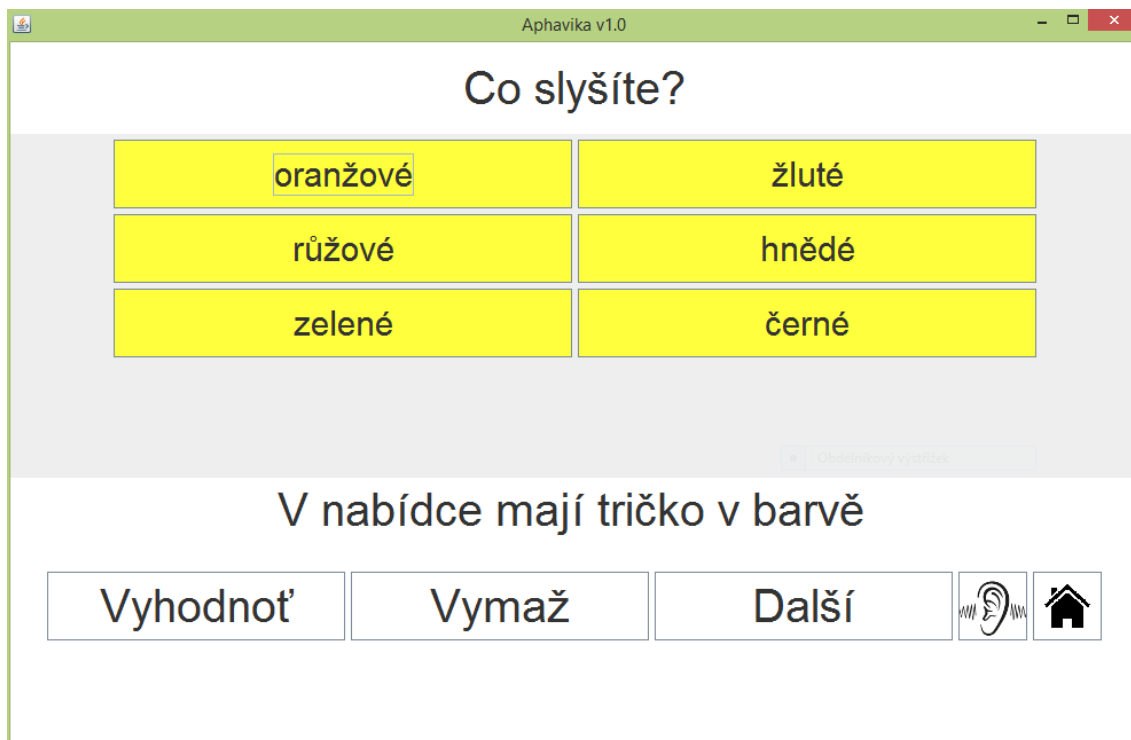 Aphavika v1.0
Co slyšíte?
oranžové žluté
růžové hnědé
zelené černé
Obdélníkový výstřižek
V nabídce mají tričko v barvě
Vyhodnoť Vymaž Další